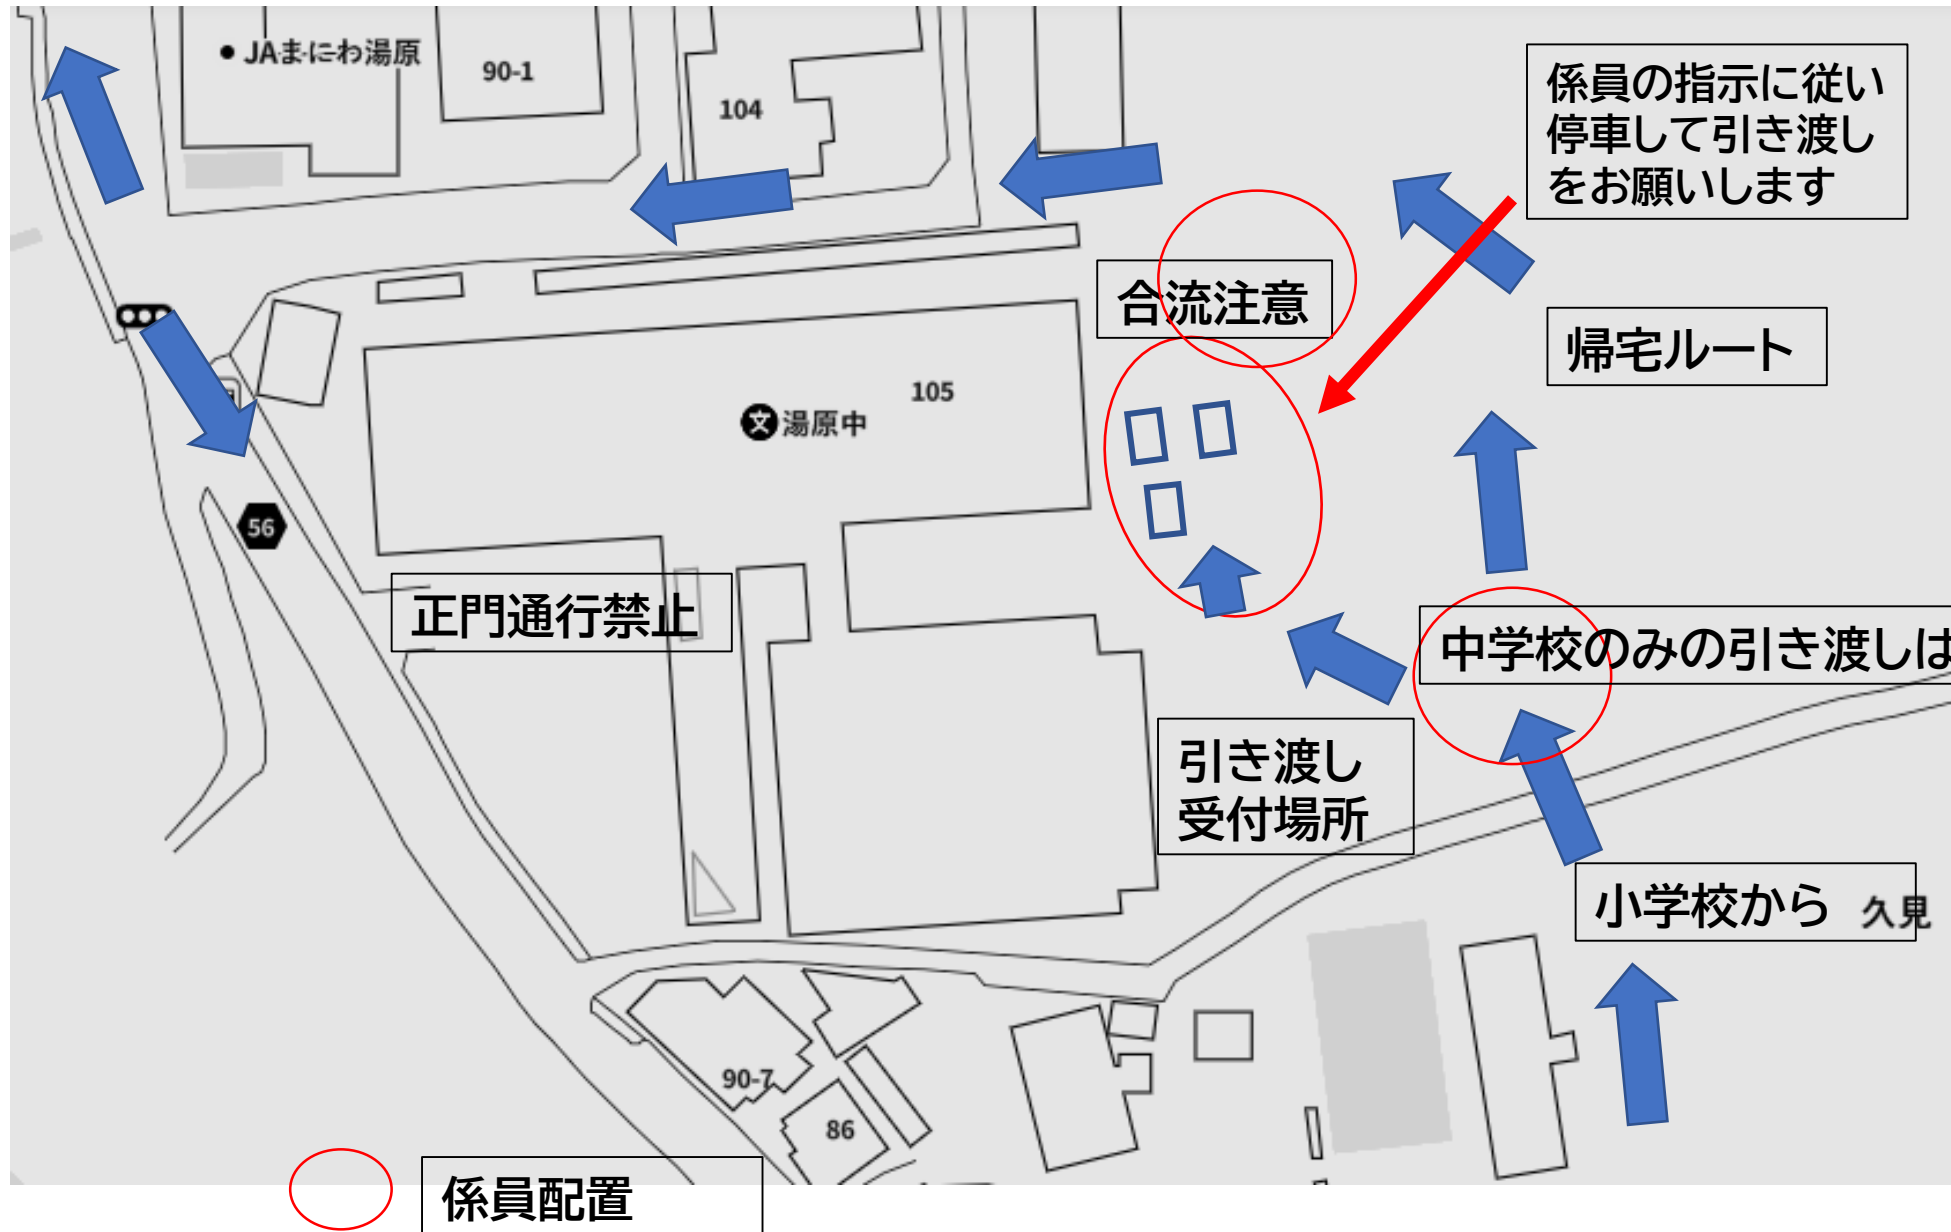 JAまにわ湯原
90-1
104
係員の指示に従い
停車して引き渡し
をお願いします
合流注意
帰宅ルート
105
文
湯原中
56
正門通行禁止
中学校のみの引き渡しは
引き渡し
受付場所
小学校から
久見
90-7
86
係員配置